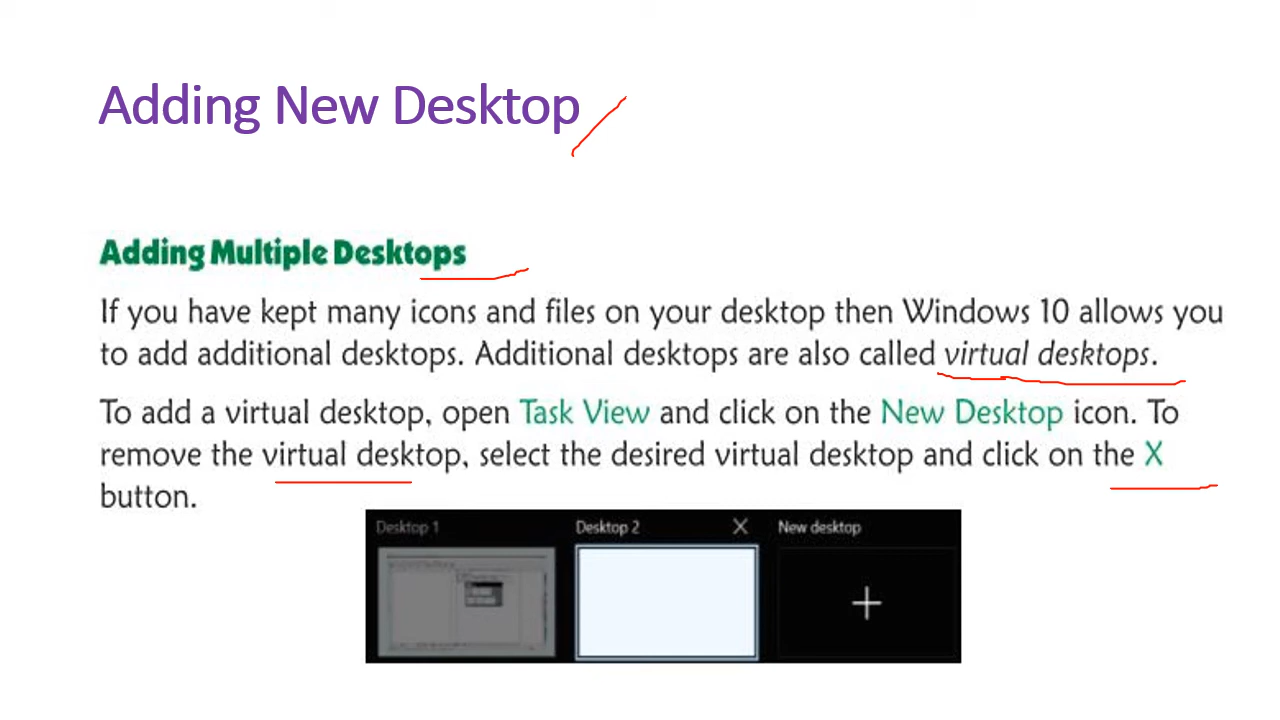 Adding New Desktop
Adding Multiple Desktops
If you have kept many icons and files on your desktop then Windows 10 allows you
to add additional desktops. Additional desktops are also called virtual desktops.
To add a virtual desktop, open Task View and click on the New Desktop icon. To
remove the virtual desktop, select the desired virtual desktop and click on the X
button.
Desktop 1 Desktop 2 X New desktop
+